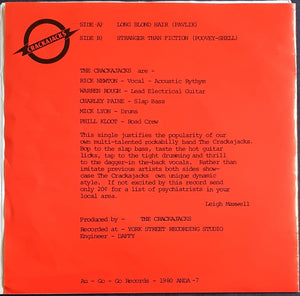 CRACKAJACKS
SIDE A) LONG BLOND HAIR (PAVLIK)
SIDE B) STRANGER THAN FICTION (POOVEY-SHELL)
THE CRACKAJACKS are -
RICK NEWTON - Vocal - Acoustic Rythym
WARREN ROUGH - Lead Electrical Guitar
CHARLEY PAINE - Slap Bass
MICK LYON - Drums
PHILL KLOOT - Road Crew
This single justifies the popularity of our
own multi-talented rockabilly band The Crackajacks.
Bop to the slap bass, taste the hot guitar
licks, tap to the tight drumming and thrill
to the dagger-in-the-back vocals. Rather than
imitate previous artists both sides show-
case The Crackajacks own unique dynamic
style. If not excited by this record send
only 20¢ for a list of psychiatrists in your
local area.
Leigh Maxwell
Produced by - THE CRACKAJACKS
Recorded at - YORK STREET RECORDING STUDIO
Engineer - DAFFY
Au - Go - Go Records - 1980 ANDA -7